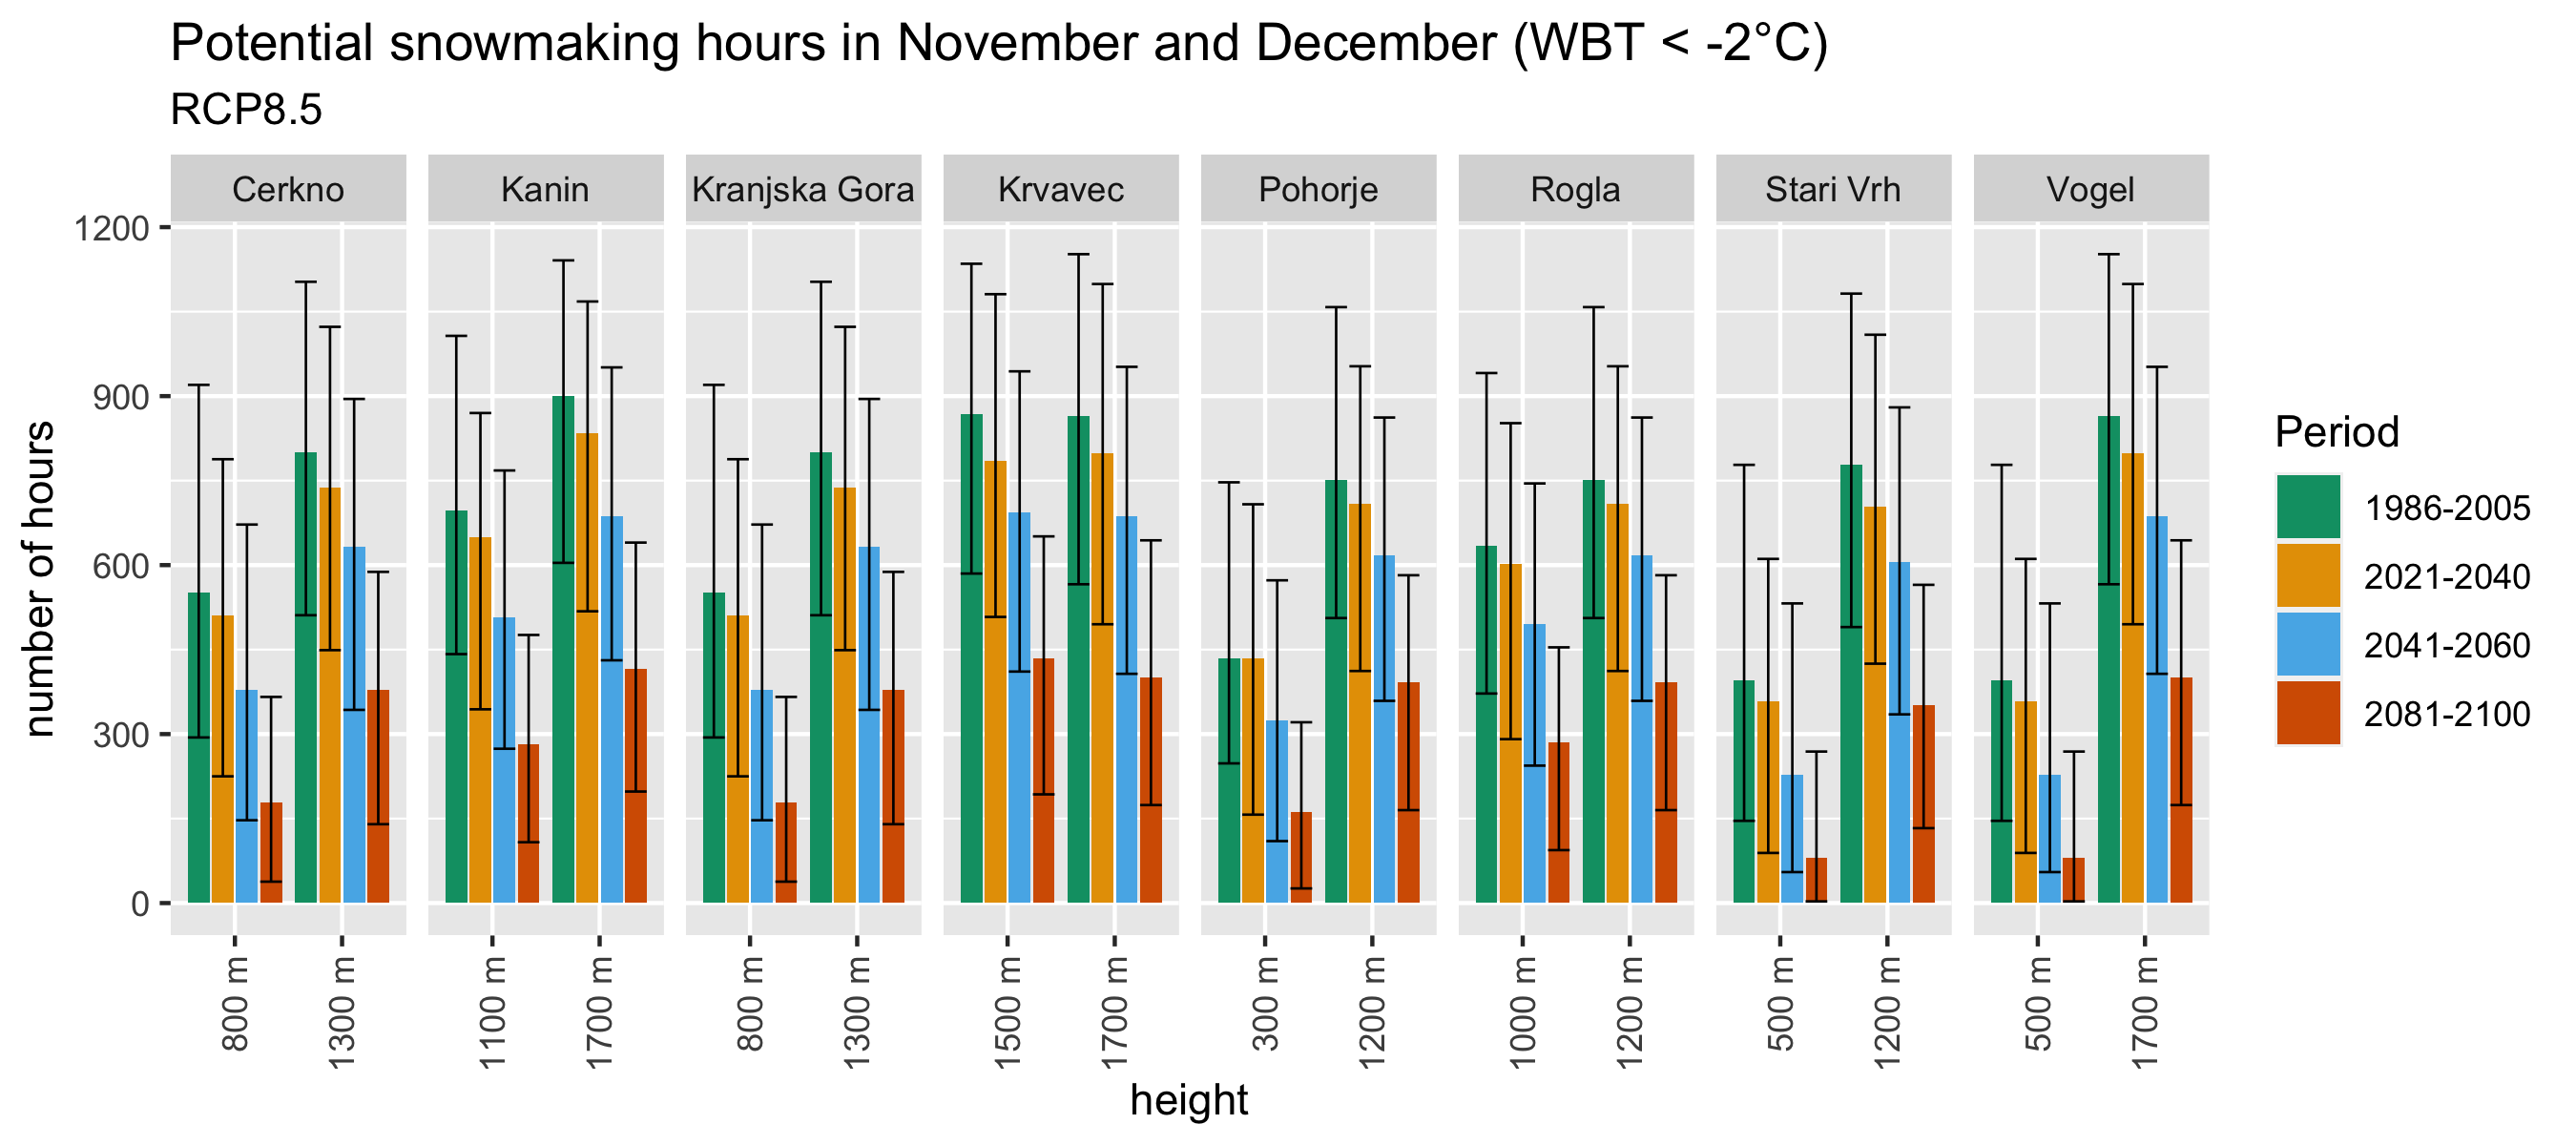 Potential snowmaking hours in November and December (WBT < -2°C)
RCP8.5
Cerkno Kanin Kranjska Gora Krvavec Pohorje Rogla Stari Vrh Vogel
1200
900
600
300
0
number of hours
800 m 1300 m 1100 m 1700 m 800 m 1300 m 1500 m 1700 m 300 m 1200 m 1000 m 1200 m 500 m 1200 m 500 m 1700 m
height
Period
1986-2005
2021-2040
2041-2060
2081-2100